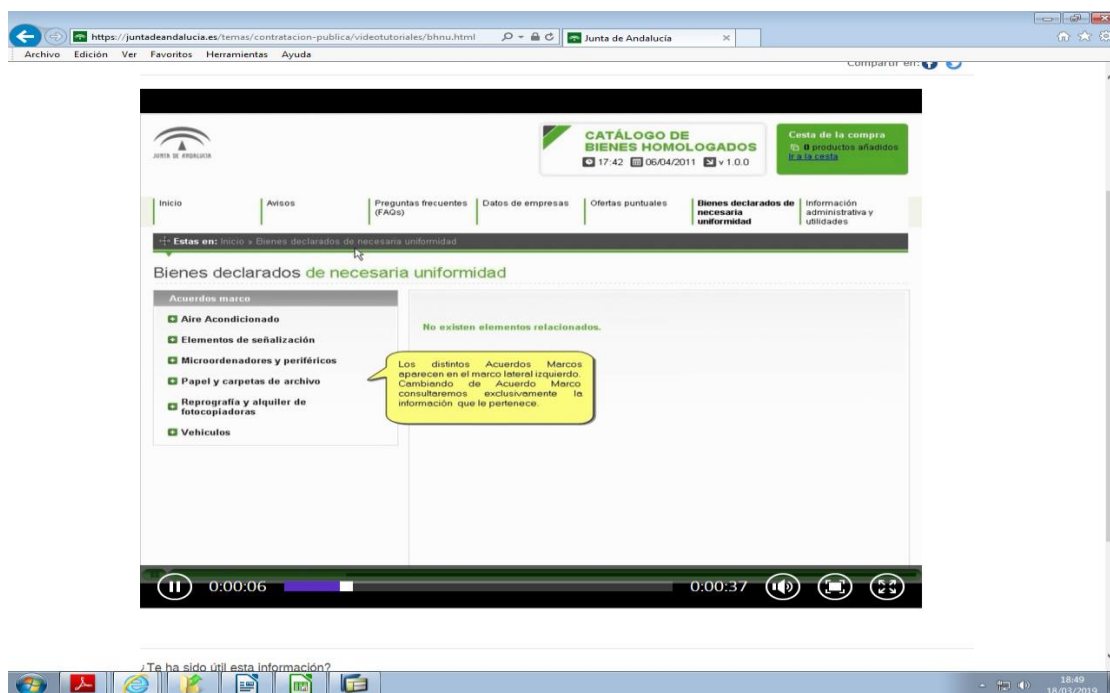 https://juntadeandalucia.es/temas/contratacion-publica/videotutoriales/bhnu.html
Junta de Andalucía
Archivo Edición Ver Favoritos Herramientas Ayuda
Compartir en:
JUNTA DE ANDALUCIA
CATÁLOGO DE
BIENES HOMOLOGADOS
17:42 06/04/2011 v 1.0.0
Cesta de la compra
0 productos añadidos
Ir a la cesta
Inicio
Avisos
Preguntas frecuentes
(FAQs)
Datos de empresas
Ofertas puntuales
Bienes declarados de
necesaria
uniformidad
Información
administrativa y
utilidades
Estas en: Inicio » Bienes declarados de necesaria uniformidad
Bienes declarados de necesaria uniformidad
Acuerdos marco
Aire Acondicionado
Elementos de señalización
Microordenadores y periféricos
Papel y carpetas de archivo
Reprografía y alquiler de
fotocopiadoras
Vehiculos
No existen elementos relacionados.
Los distintos Acuerdos Marcos
aparecen en el marco lateral izquierdo.
Cambiando de Acuerdo Marco
consultaremos exclusivamente la
información que le pertenece.
0:00:06
0:00:37
¿Te ha sido útil esta información?
18:49
18/03/2019